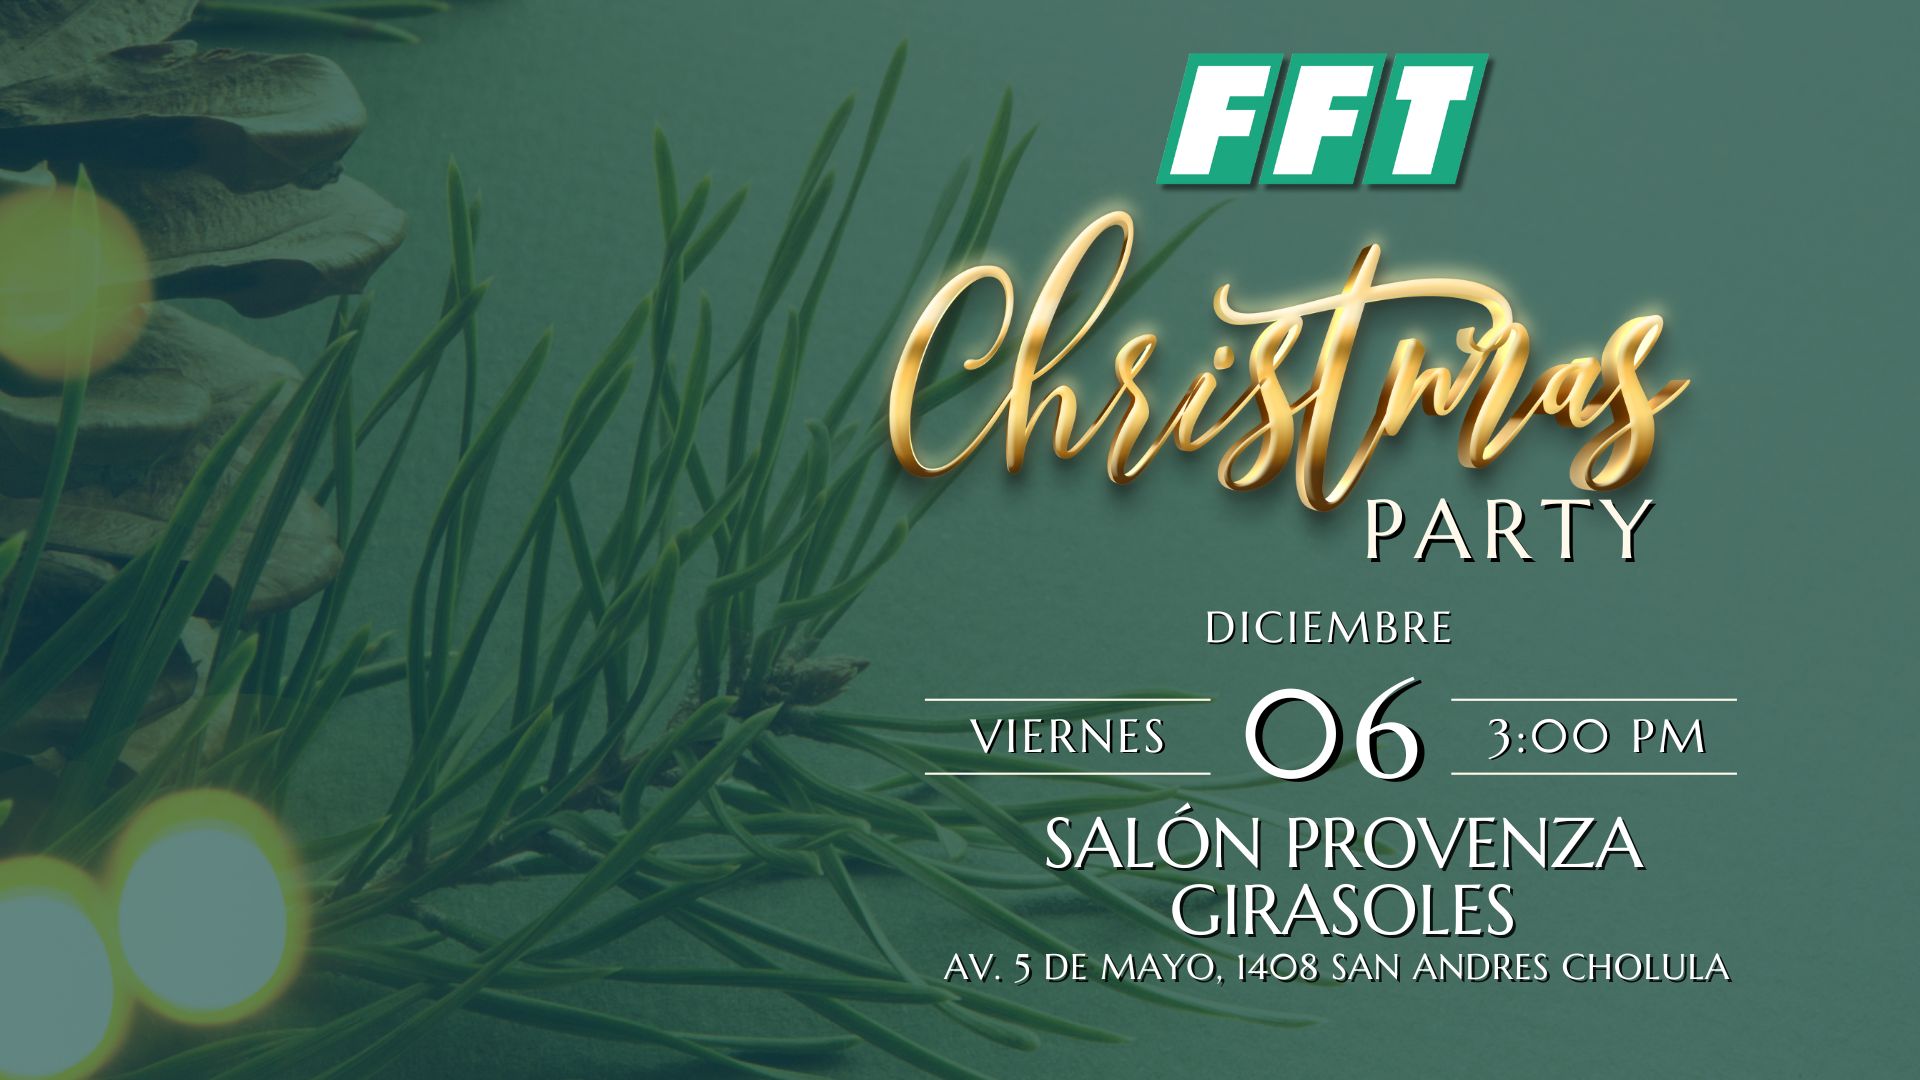 FFT
Christmas
PARTY
DICIEMBRE
VIERNES 06 3:00 PM
SALÓN PROVENZA
GIRASOLES
AV. 5 DE MAYO, 1408 SAN ANDRES CHOLULA